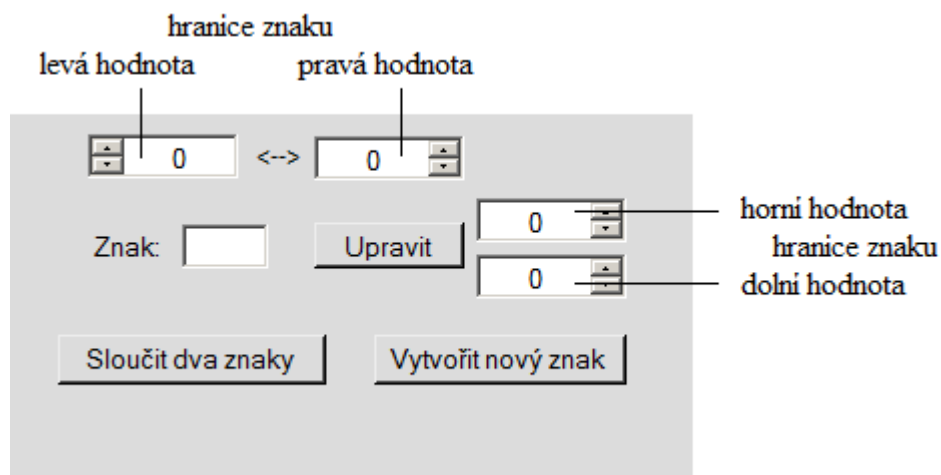 hranice znaku
levá hodnota pravá hodnota
0 <--> 0
horní hodnota
0
Znak: Upravit
hranice znaku
0
dolní hodnota
Sloučit dva znaky Vytvořit nový znak